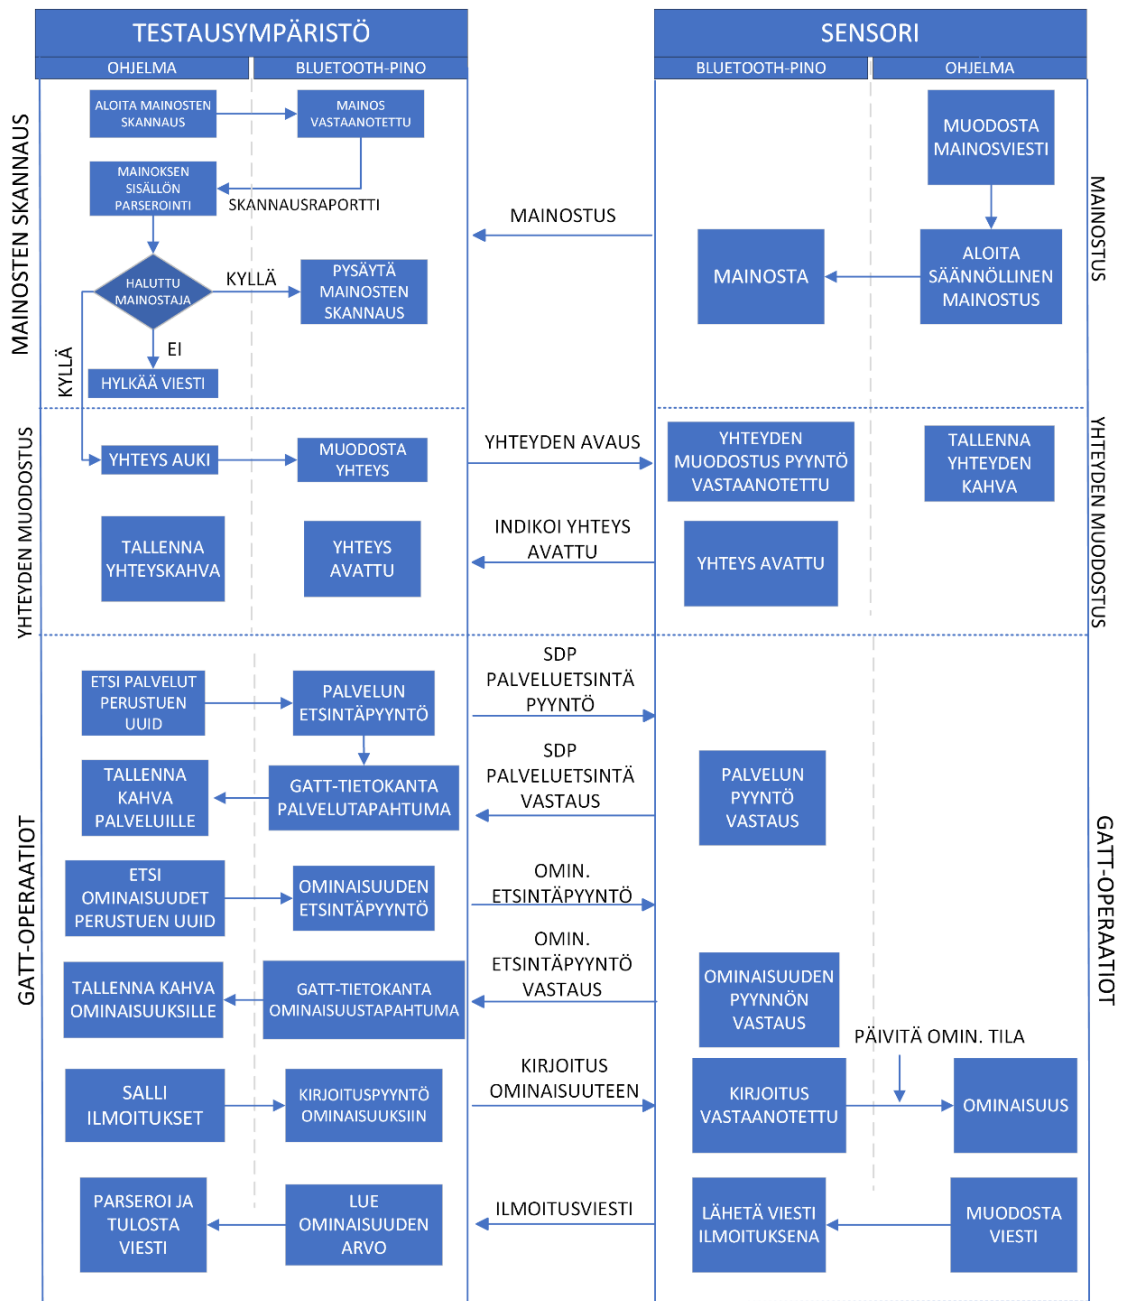 TESTAUSYMPÄRISTÖ
SENSORI
OHJELMA
BLUETOOTH-PINO
BLUETOOTH-PINO
OHJELMA
MAINOSTEN SKANNAUS
ALOITA MAINOSTEN
SKANNAUS
MAINOS
VASTAANOTETTU
MAINOKSEN
SISÄLLÖN
PARSEROINTI
SKANNAUSRAPORTTI
HALUTTU
MAINOSTAJA
KYLLÄ
PYSÄYTÄ
MAINOSTEN
SKANNAUS
EI
KYLLÄ
HYLKÄÄ VIESTI
MAINOSTUS
MUODOSTA
MAINOSVIESTI
MAINOSTA
ALOITA
SÄÄNNÖLLINEN
MAINOSTUS
MAINOSTUS
YHTEYDEN MUODOSTUS
YHTEYS AUKI
MUODOSTA
YHTEYS
YHTEYDEN AVAUS
YHTEYDEN
MUODOSTUS PYYNTÖ
VASTAANOTETTU
TALLENNA
YHTEYDEN
KAHVA
TALLENNA
YHTEYSKAHVA
YHTEYS
AVATTU
INDIKOI YHTEYS
AVATTU
YHTEYS AVATTU
YHTEYDEN MUODOSTUS
GATT-OPERAATIOT
ETSI PALVELUT
PERUSTUEN
UUID
PALVELUN
ETSINTÄPYYNTÖ
SDP
PALVELUETSINTÄ
PYYNTÖ
TALLENNA
KAHVA
PALVELUILLE
GATT-TIETOKANTA
PALVELUTAPAHTUMA
SDP
PALVELUETSINTÄ
VASTAUS
PALVELUN
PYYNTÖ
VASTAUS
ETSI
OMINAISUUDET
PERUSTUEN UUID
OMINAISUUDEN
ETSINTÄPYYNTÖ
OMIN.
ETSINTÄPYYNTÖ
TALLENNA KAHVA
OMINAISUUKSILLE
GATT-TIETOKANTA
OMINAISUUSTAPAHTUMA
OMIN.
ETSINTÄPYYNTÖ
VASTAUS
OMINAISUUDEN
PYYNNÖN
VASTAUS
PÄIVITÄ OMIN. TILA
SALLI
ILMOITUKSET
KIRJOITUSPYYNTÖ
OMINAISUUKSIIN
KIRJOITUS
OMINAISUUTEEN
KIRJOITUS
VASTAANOTETTU
OMINAISUUS
PARSEROI JA
TULOSTA
VIESTI
LUE
OMINAISUUDEN
ARVO
ILMOITUSVIESTI
LÄHETÄ VIESTI
ILMOITUKSENA
MUODOSTA
VIESTI
GATT-OPERAATIOT